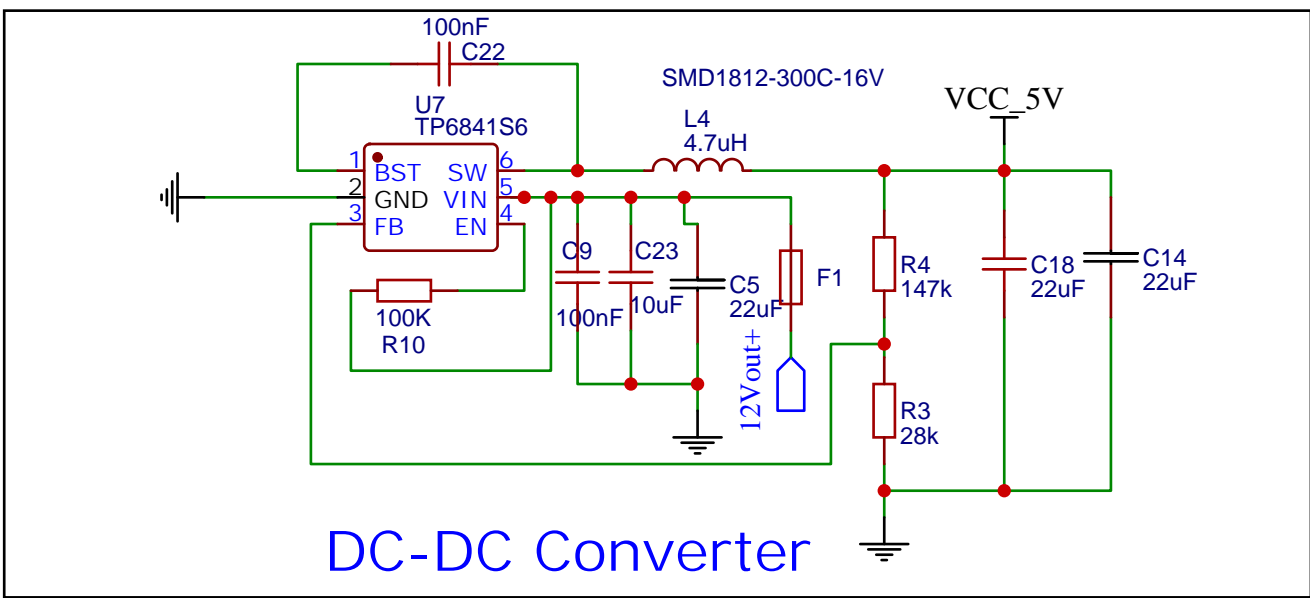 100nF
C22
SMD1812-300C-16V
VCC_5V
U7
TP6841S6
L4
4.7uH
1 BST SW 6
2 GND VIN 5
3 FB EN 4
C9
100nF
C23
10uF
C5
22uF
F1
R4
147k
C18
22uF
C14
22uF
100K
R10
12Vout+
R3
28k
DC-DC Converter